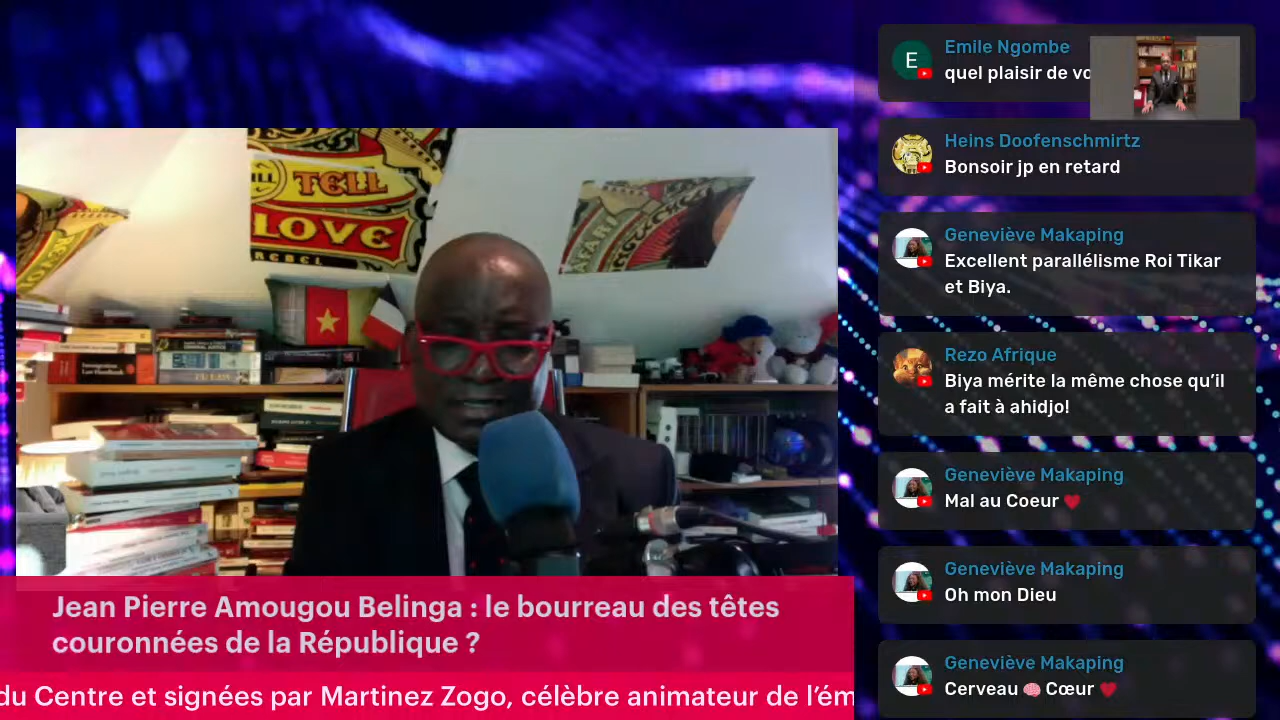 TELL
LOVE
REBEL
Jean Pierre Amougou Belinga : le bourreau des têtes
couronnées de la République ?
du Centre et signées par Martinez Zogo, célèbre animateur de l’ém
E
Emile Ngombe
quel plaisir de vo
Heins Doofenschmirtz
Bonsoir jp en retard
Geneviève Makaping
Excellent parallélisme Roi Tikar
et Biya.
Rezo Afrique
Biya mérite la même chose qu’il
a fait à ahidjo!
Geneviève Makaping
Mal au Coeur ♥️
Geneviève Makaping
Oh mon Dieu
Geneviève Makaping
Cerveau 🧠 Cœur ♥️